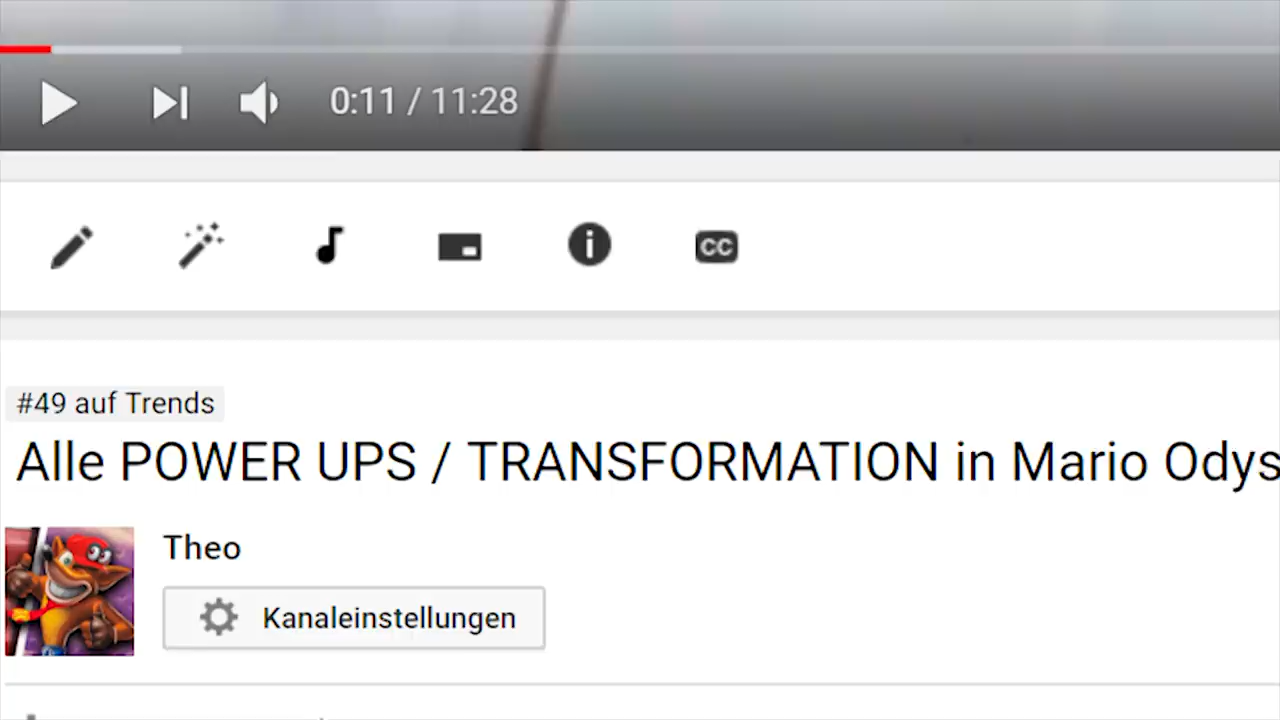 0:11 / 11:28
CC
#49 auf Trends
Alle POWER UPS / TRANSFORMATION in Mario Odys
Theo
Kanaleinstellungen